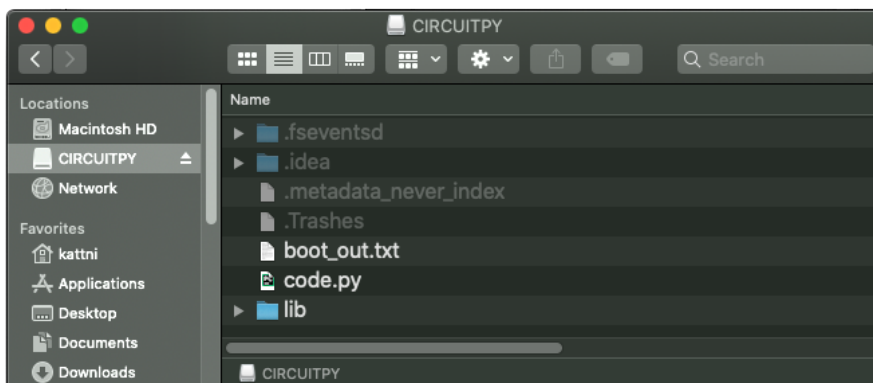 CIRCUITPY
Search
Locations
Macintosh HD
CIRCUITPY
Network
Favorites
kattni
Applications
Desktop
Documents
Downloads
Name
.fseventsd
.idea
.metadata_never_index
.Trashes
boot_out.txt
code.py
lib
CIRCUITPY